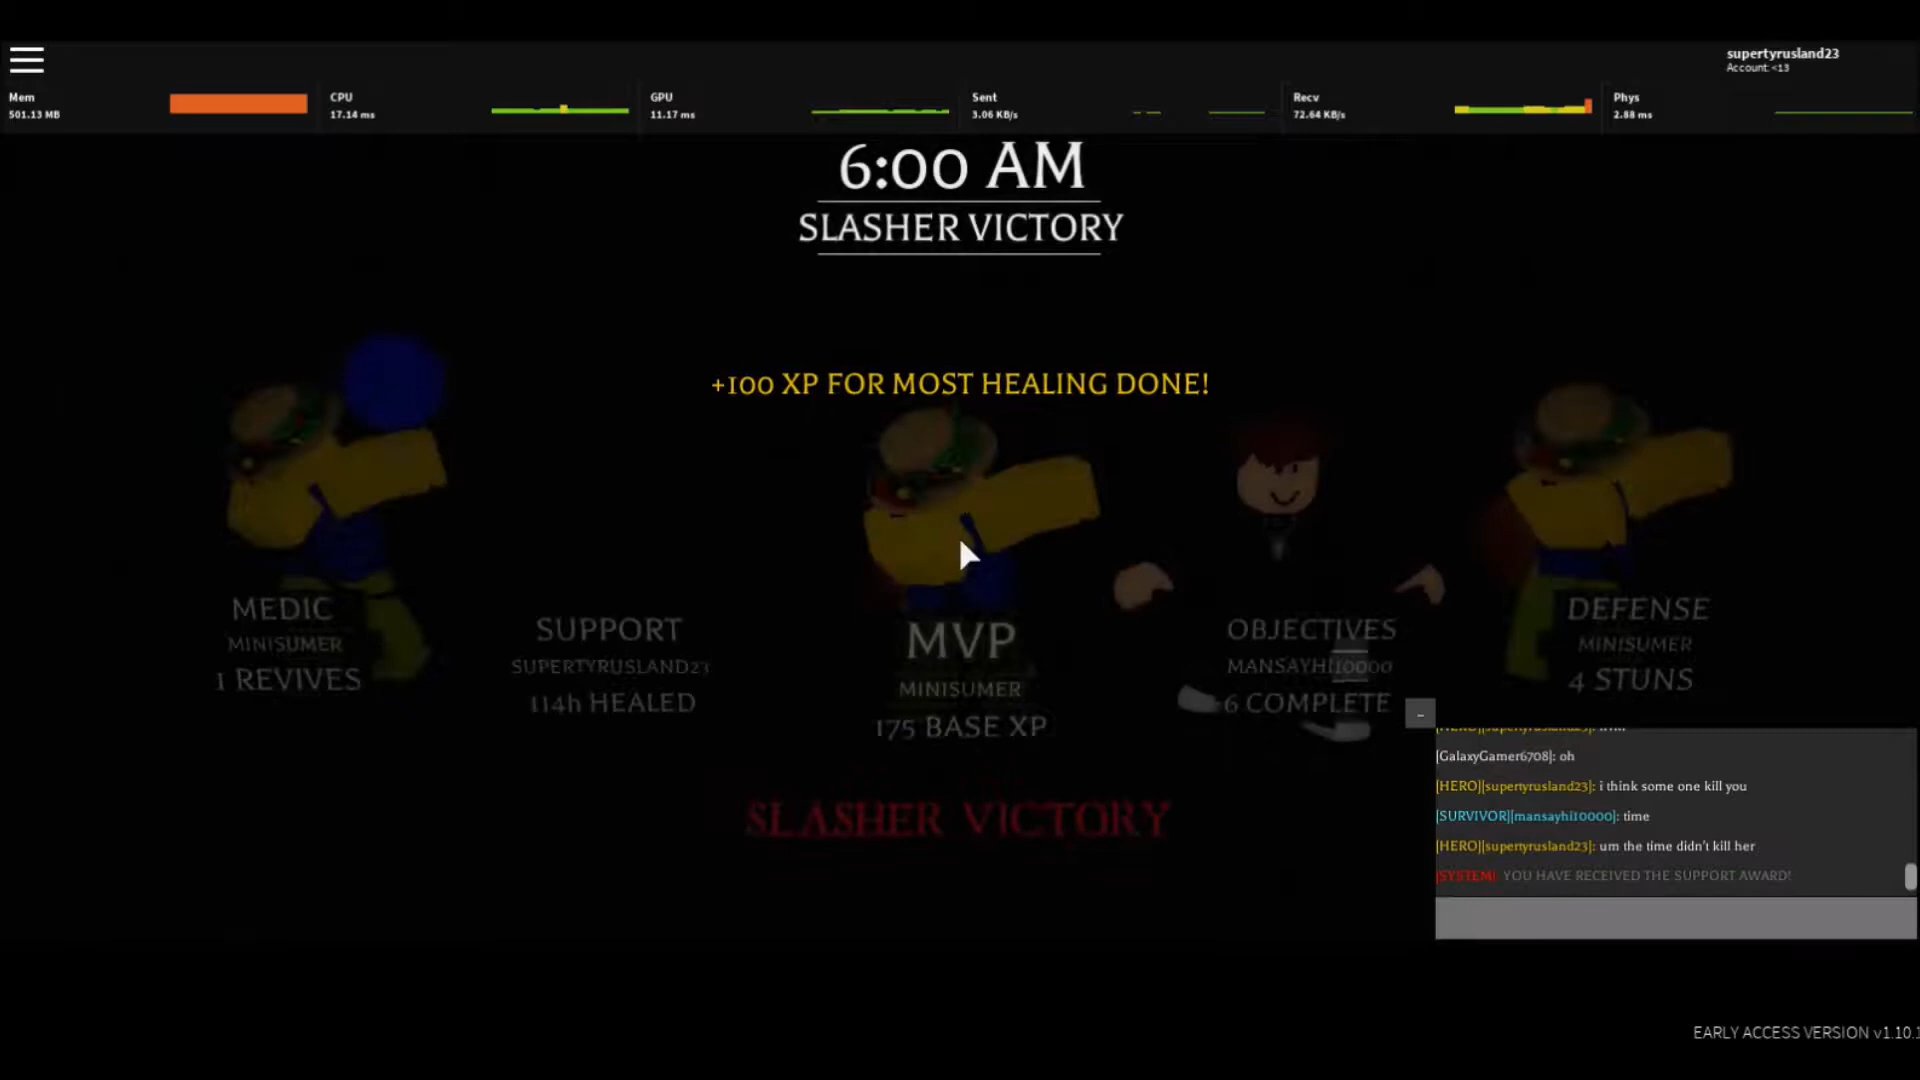 supertyrusland23
Account: <13
Mem
501.13 MB
CPU
17.14 ms
GPU
11.17 ms
Sent
3.06 KB/s
Recv
72.64 KB/s
Phys
2.88 ms
6:00 AM
SLASHER VICTORY
+100 XP FOR MOST HEALING DONE!
MEDIC
MINISUMER
1 REVIVES
SUPPORT
SUPERTYRUSLAND23
114h HEALED
MVP
MINISUMER
175 BASE XP
OBJECTIVES
MANSAYHI10000
6 COMPLETE
DEFENSE
MINISUMER
4 STUNS
SLASHER VICTORY
[HERO][supertyrusland23]:
[GalaxyGamer6708]: oh
[HERO][supertyrusland23]: i think some one kill you
[SURVIVOR][mansayhi10000]: time
[HERO][supertyrusland23]: um the time didn't kill her
[SYSTEM] YOU HAVE RECEIVED THE SUPPORT AWARD!
EARLY ACCESS VERSION v1.10.1